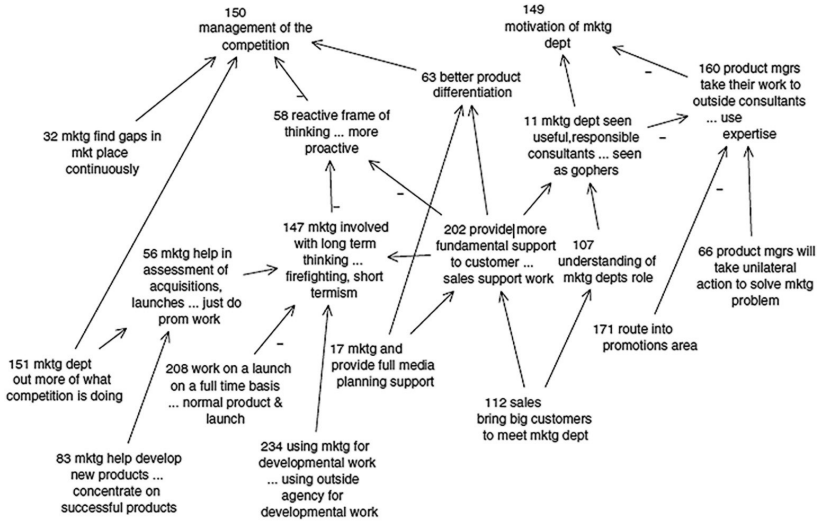 150
management of the
competition
149
motivation of mktg
dept
63 better product
differentiation
160 product mgrs
take their work to
outside consultants
... use
expertise
58 reactive frame of
thinking ... more
proactive
11 mktg dept seen
useful,responsible
consultants ... seen
as gophers
32 mktg find gaps in
mkt place
continuously
147 mktg involved
with long term
thinking ...
firefighting, short
termism
202 provide more
fundamental support
to customer ...
sales support work
107
understanding of
mktg depts role
56 mktg help in
assessment of
acquisitions,
launches ... just do
prom work
66 product mgrs will
take unilateral
action to solve mktg
problem
171 route into
promotions area
151 mktg dept
out more of what
competition is doing
208 work on a launch
on a full time basis
... normal product &
launch
17 mktg and
provide full media
planning support
112 sales
bring big customers
to meet mktg dept
83 mktg help develop
new products ...
concentrate on
successful products
234 using mktg for
developmental work
... using outside
agency for
developmental work